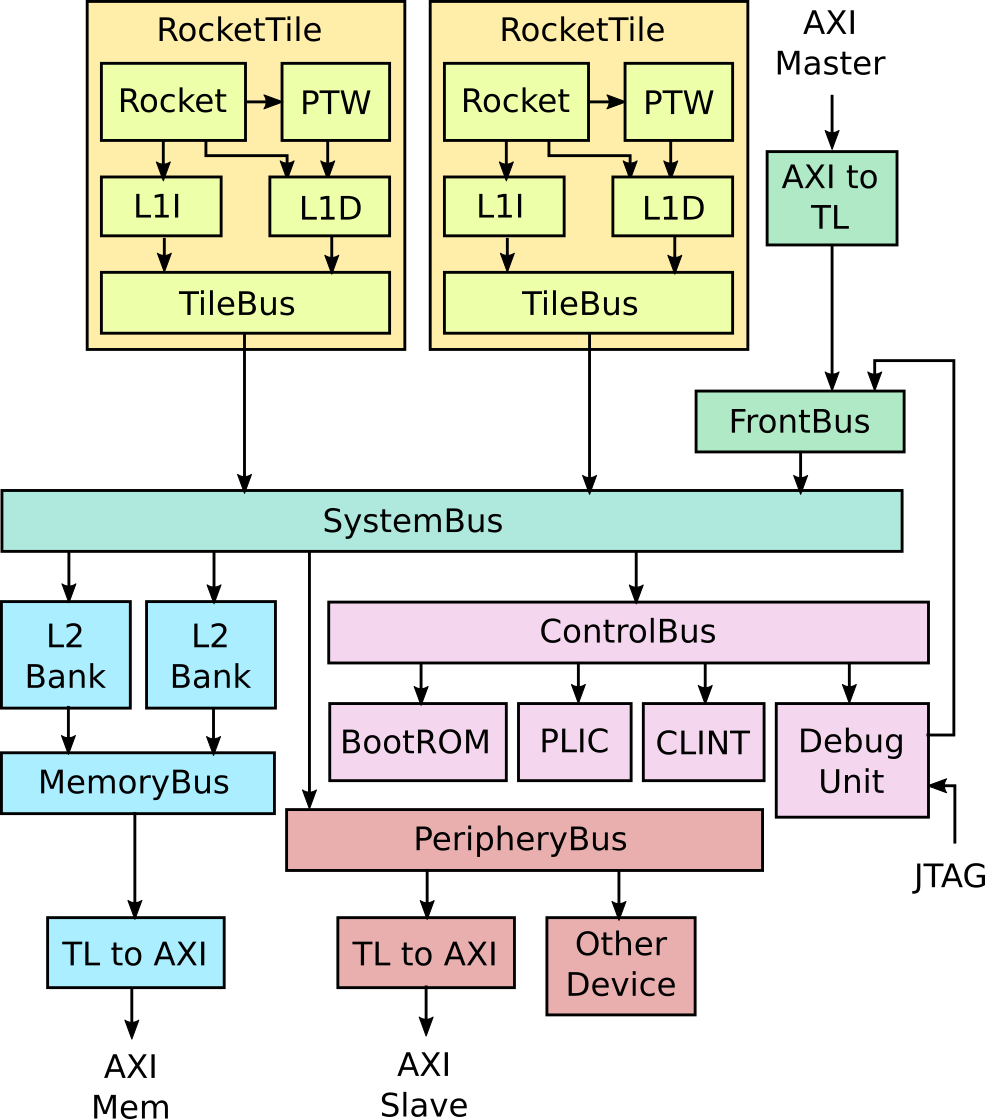 RocketTile
Rocket
PTW
L1I
L1D
TileBus
RocketTile
Rocket
PTW
L1I
L1D
TileBus
AXI
Master
AXI to
TL
FrontBus
SystemBus
L2
Bank
L2
Bank
ControlBus
BootROM
PLIC
CLINT
Debug
Unit
MemoryBus
PeripheryBus
JTAG
TL to AXI
TL to AXI
Other
Device
AXI
Mem
AXI
Slave